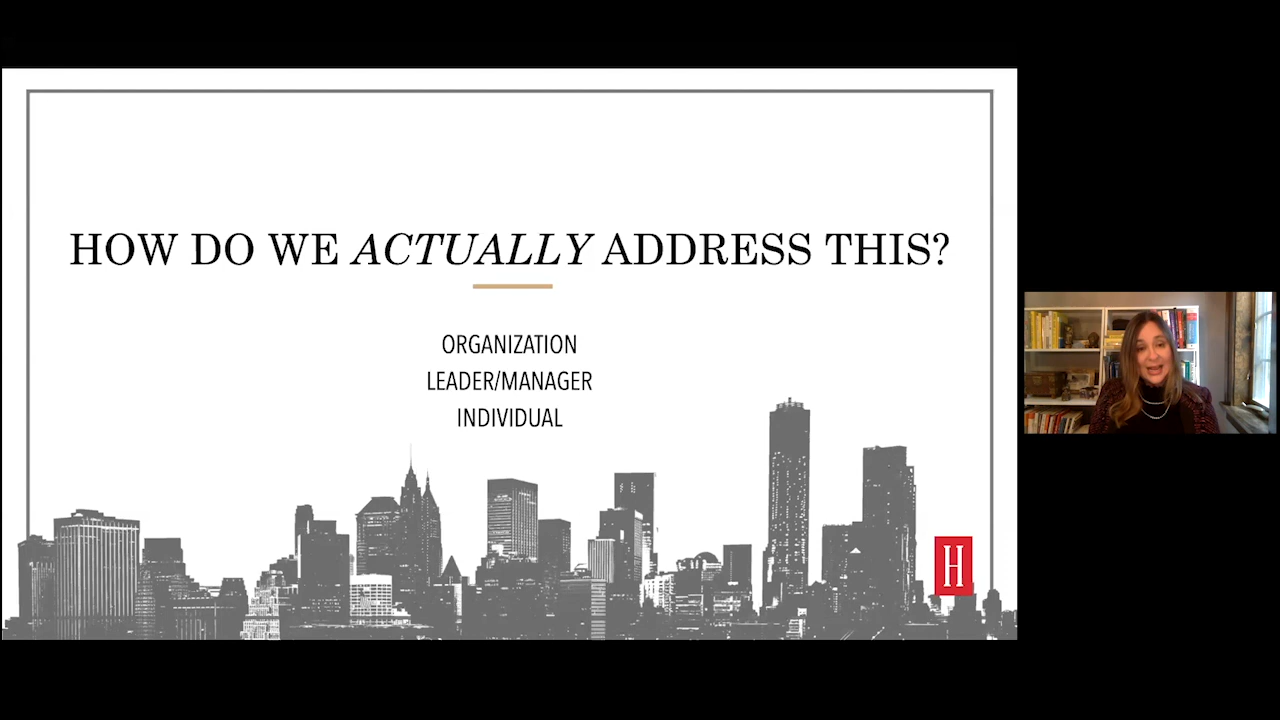 HOW DO WE ACTUALLY ADDRESS THIS?
ORGANIZATION
LEADER/MANAGER
INDIVIDUAL
H